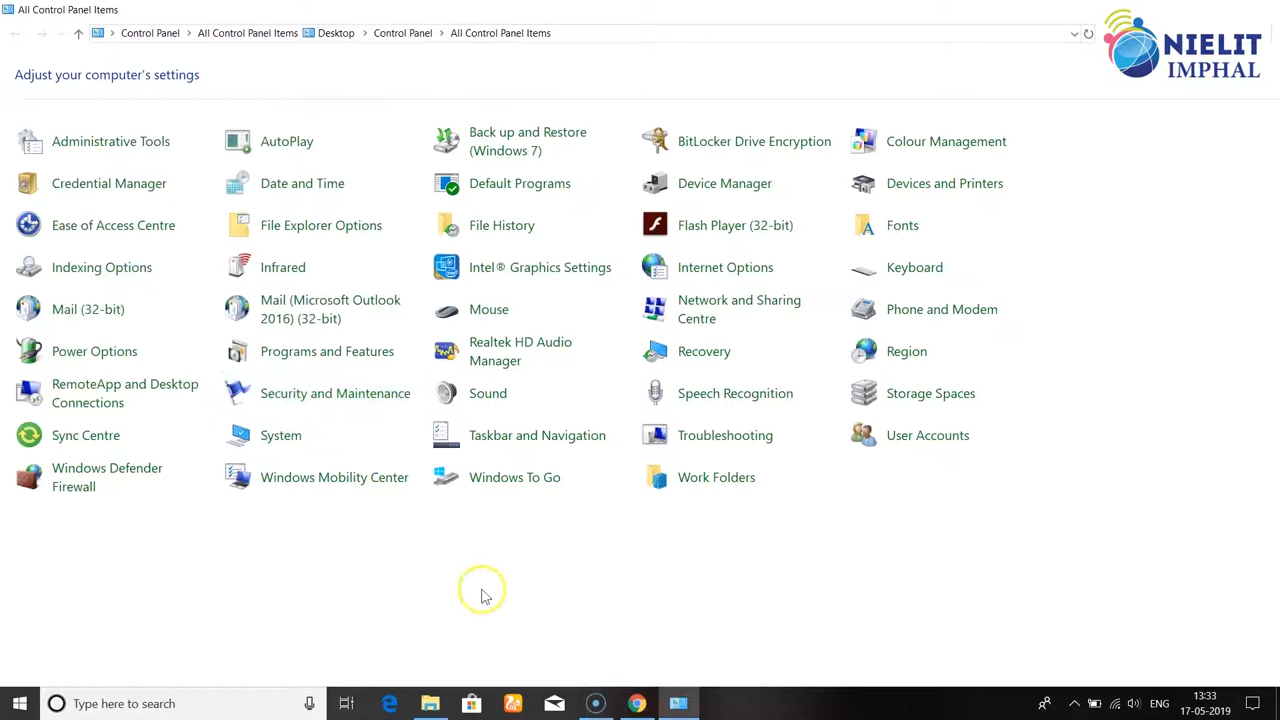 All Control Panel Items
Control Panel All Control Panel Items Desktop Control Panel All Control Panel Items
NIELIT
IMPHAL
Adjust your computer's settings
Administrative Tools
AutoPlay
Back up and Restore
(Windows 7)
BitLocker Drive Encryption
Colour Management
Credential Manager
Date and Time
Default Programs
Device Manager
Devices and Printers
Ease of Access Centre
File Explorer Options
File History
Flash Player (32-bit)
Fonts
Indexing Options
Infrared
Intel® Graphics Settings
Internet Options
Keyboard
Mail (32-bit)
Mail (Microsoft Outlook
2016) (32-bit)
Mouse
Network and Sharing
Centre
Phone and Modem
Power Options
Programs and Features
Realtek HD Audio
Manager
Recovery
Region
RemoteApp and Desktop
Connections
Security and Maintenance
Sound
Speech Recognition
Storage Spaces
Sync Centre
System
Taskbar and Navigation
Troubleshooting
User Accounts
Windows Defender
Firewall
Windows Mobility Center
Windows To Go
Work Folders
Type here to search
ENG
13:33
17-05-2019